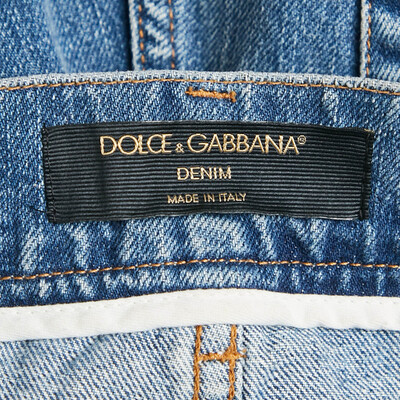 DOLCE & GABBANA®
DENIM
MADE IN ITALY